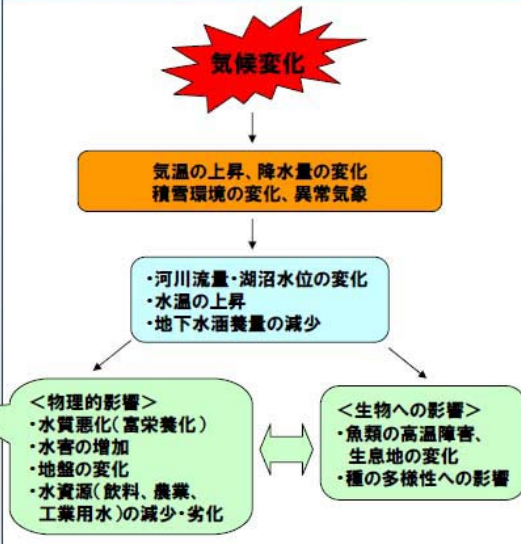 気候変化
気温の上昇、降水量の変化
積雪環境の変化、異常気象
・河川流量・湖沼水位の変化
・水温の上昇
・地下水涵養量の減少
＜物理的影響＞
・水質悪化（富栄養化）
・水害の増加
・地盤の変化
・水資源（飲料、農業、
工業用水）の減少・劣化
＜生物への影響＞
・魚類の高温障害、
生息地の変化
・種の多様性への影響